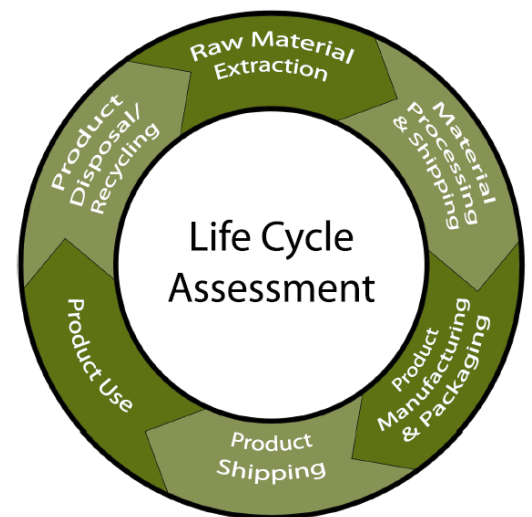 Life Cycle
Assessment
Raw Material
Extraction
Material
Processing
& Shipping
Product
Manufacturing
& Packaging
Product
Shipping
Product Use
Product
Disposal/
Recycling